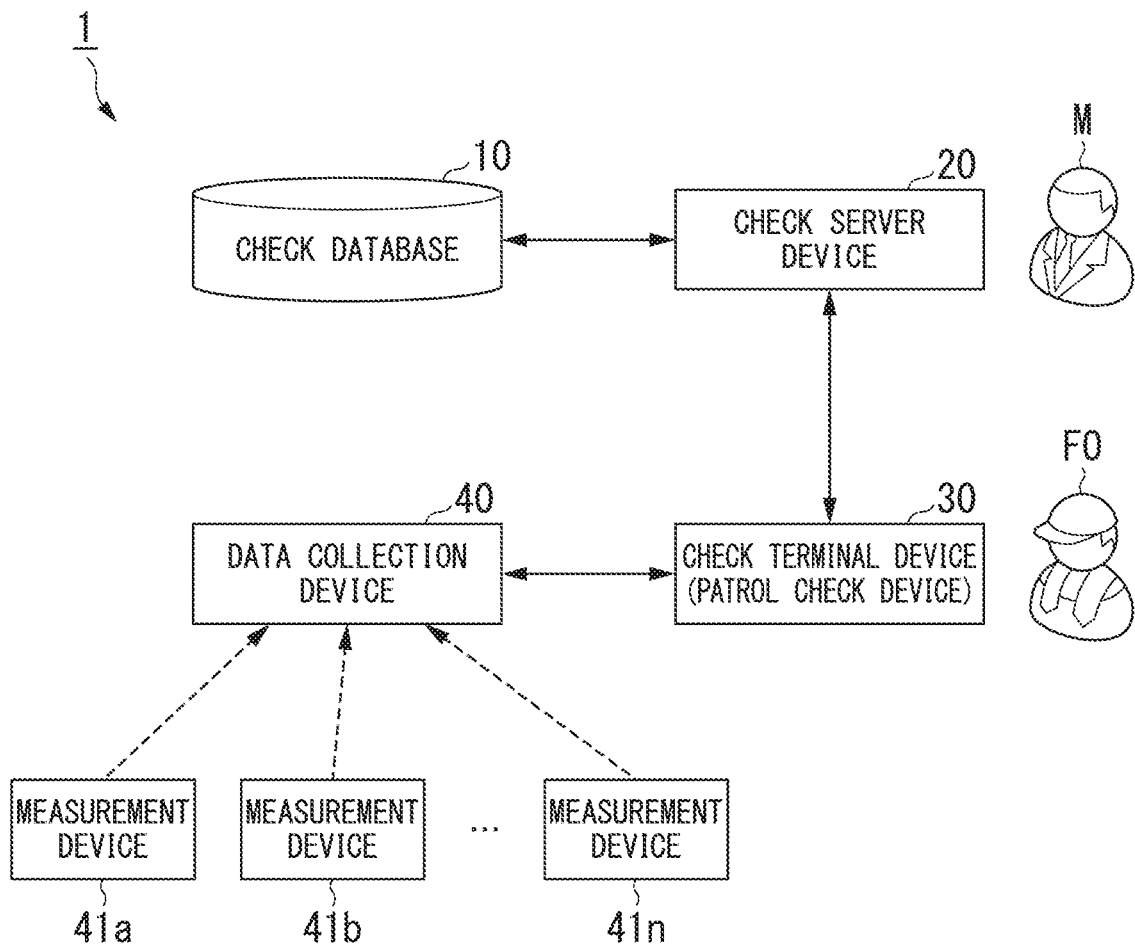 1
M
10
20
CHECK DATABASE
CHECK SERVER
DEVICE
FO
40
30
DATA COLLECTION
DEVICE
CHECK TERMINAL DEVICE
(PATROL CHECK DEVICE)
MEASUREMENT
DEVICE
MEASUREMENT
DEVICE
...
MEASUREMENT
DEVICE
41a
41b
41n